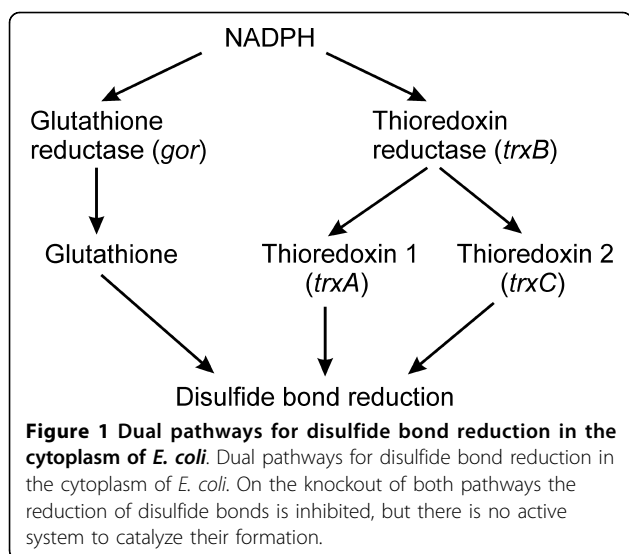 NADPH
Glutathione
reductase (gor)
Thioredoxin
reductase (trxB)
Glutathione
Thioredoxin 1
(trxA)
Thioredoxin 2
(trxC)
Disulfide bond reduction
Figure 1 Dual pathways for disulfide bond reduction in the
cytoplasm of E. coli. Dual pathways for disulfide bond reduction in
the cytoplasm of E. coli. On the knockout of both pathways the
reduction of disulfide bonds is inhibited, but there is no active
system to catalyze their formation.